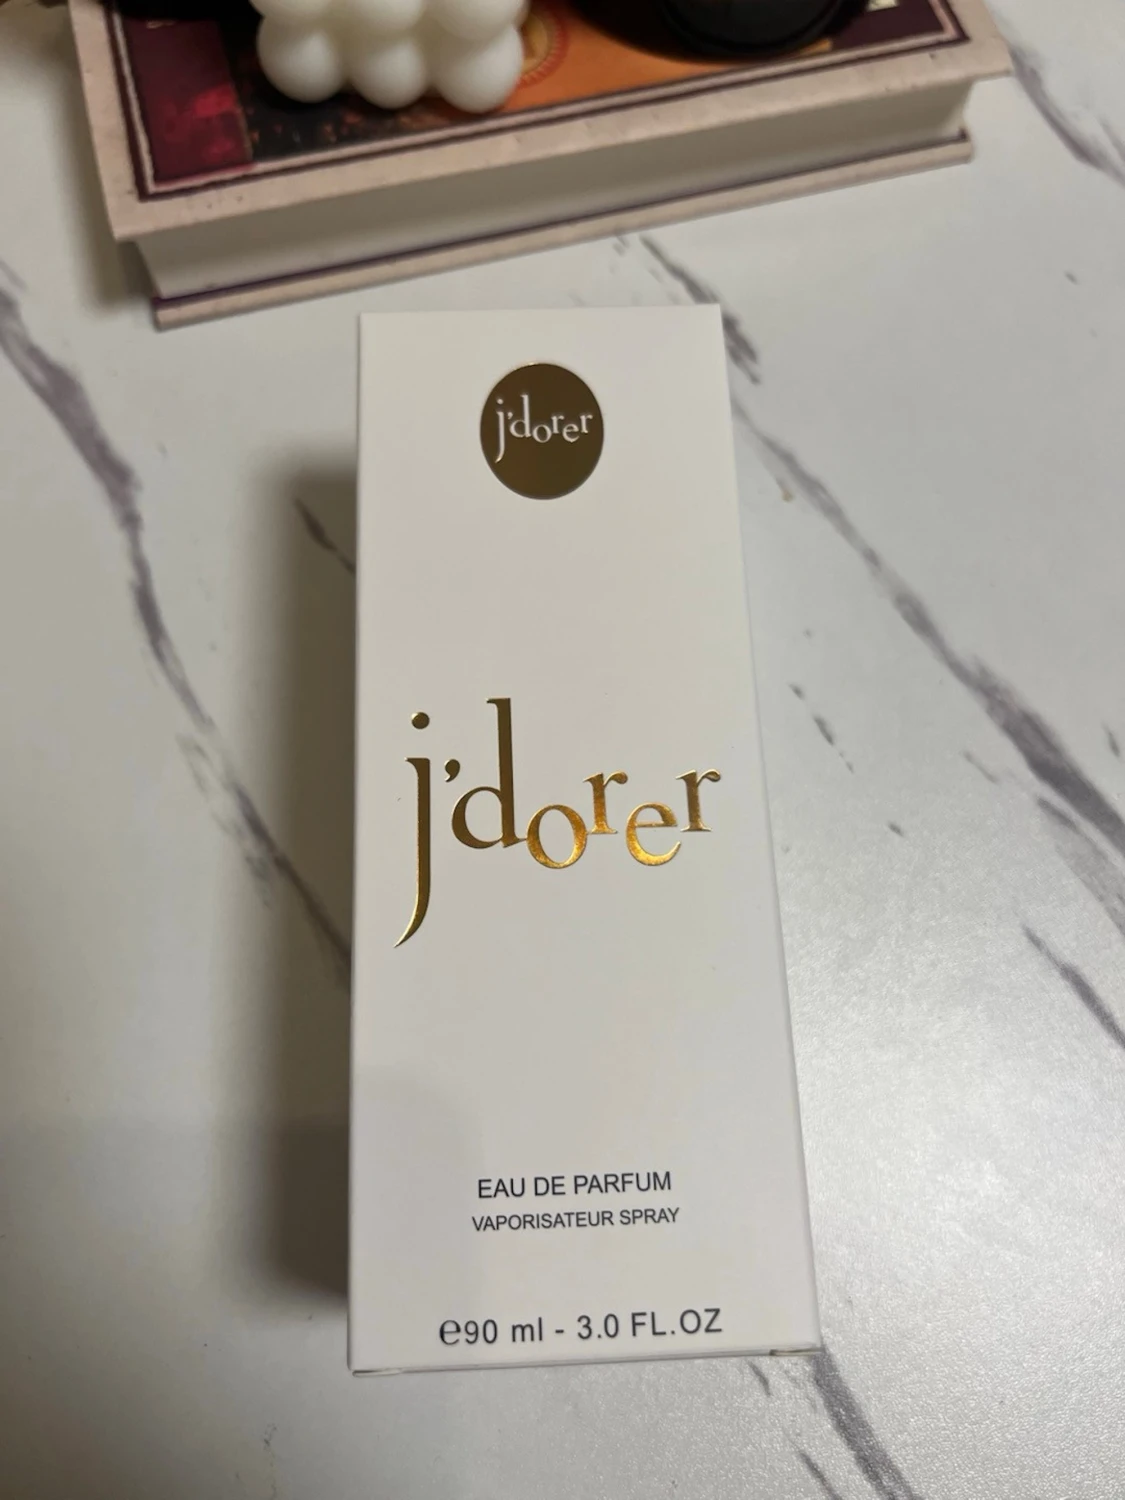 j'dorer
j'dorer
EAU DE PARFUM
VAPORISATEUR SPRAY
℮90 ml - 3.0 FL.OZ